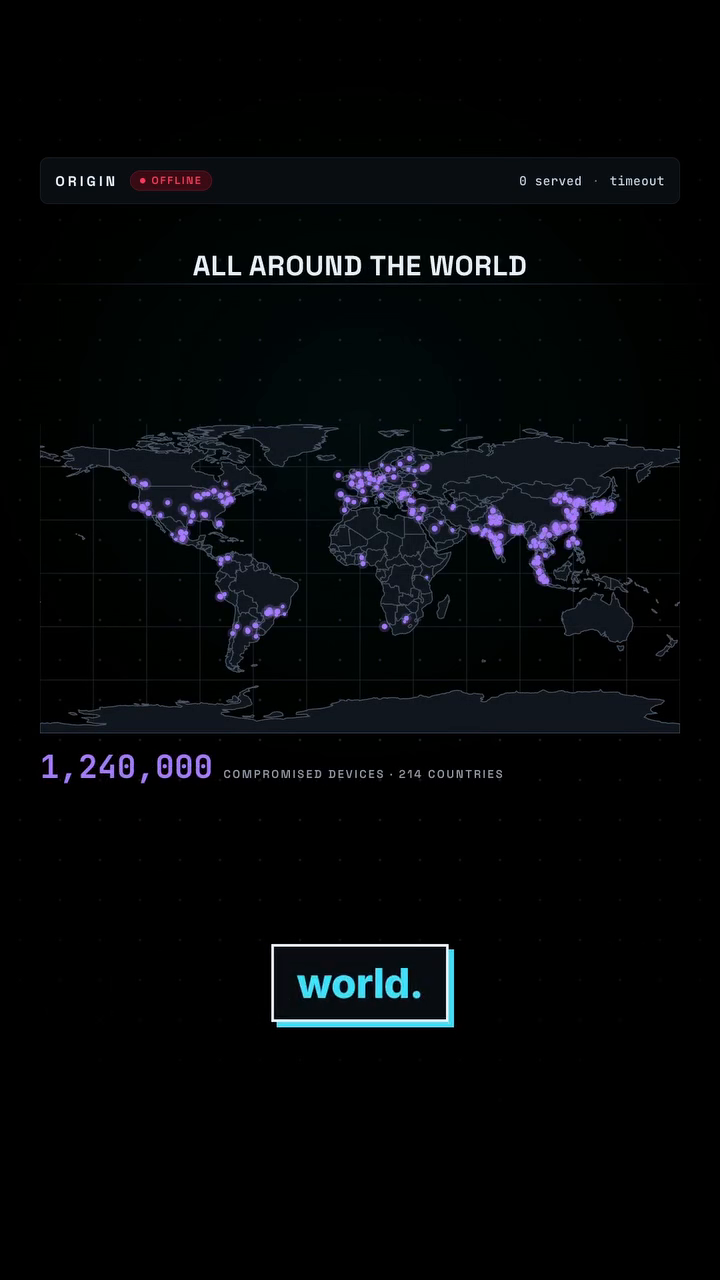 ORIGIN OFFLINE 0 served · timeout
ALL AROUND THE WORLD
1,240,000 COMPROMISED DEVICES · 214 COUNTRIES
world.